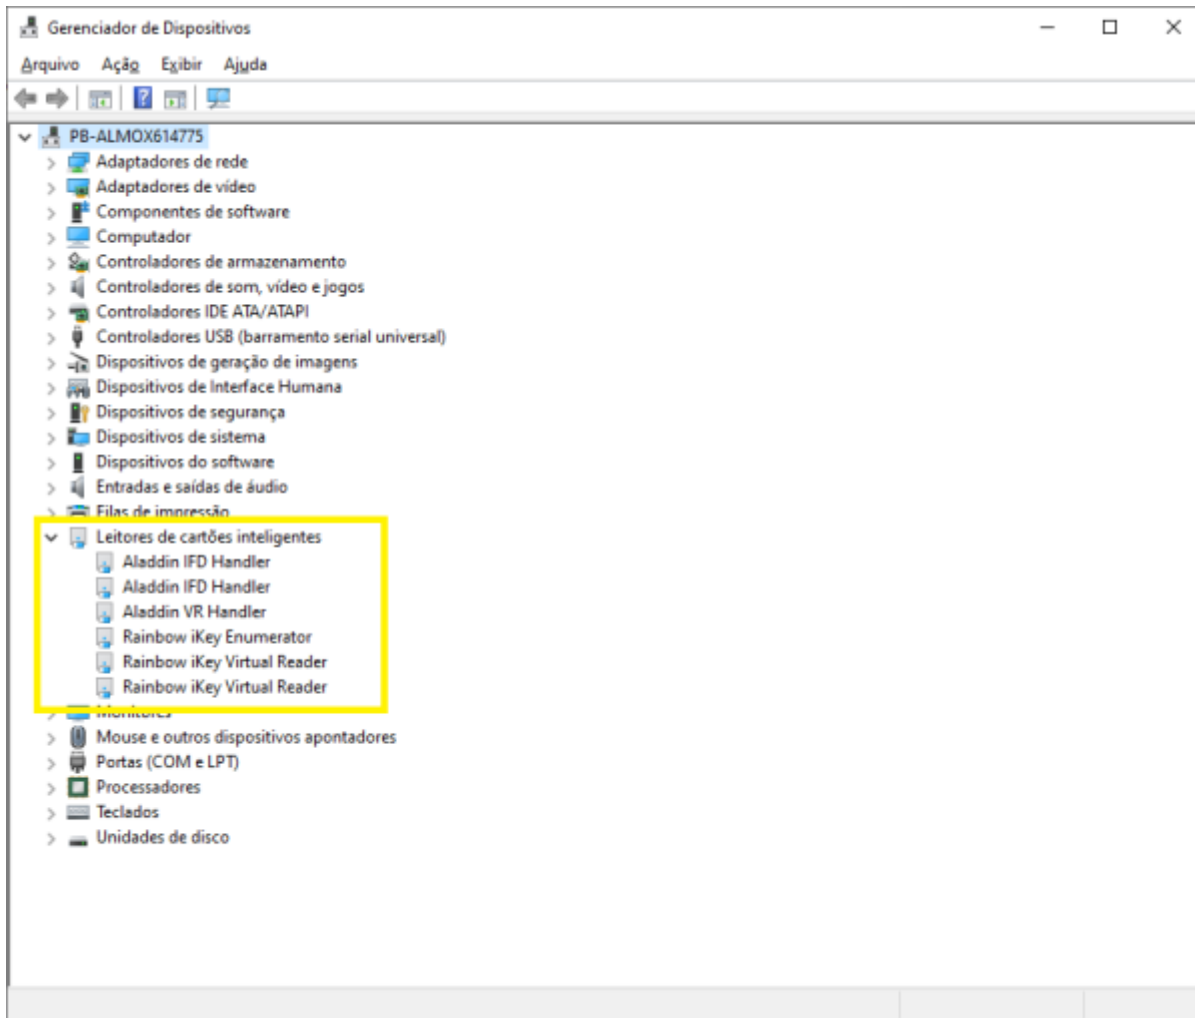 Gerenciador de Dispositivos
Arquivo Ação Exibir Ajuda
PB-ALMOX614775
Adaptadores de rede
Adaptadores de vídeo
Componentes de software
Computador
Controladores de armazenamento
Controladores de som, vídeo e jogos
Controladores IDE ATA/ATAPI
Controladores USB (barramento serial universal)
Dispositivos de geração de imagens
Dispositivos de Interface Humana
Dispositivos de segurança
Dispositivos de sistema
Dispositivos do software
Entradas e saídas de áudio
Filas de impressão
Leitores de cartões inteligentes
Aladdin IFD Handler
Aladdin IFD Handler
Aladdin VR Handler
Rainbow iKey Enumerator
Rainbow iKey Virtual Reader
Rainbow iKey Virtual Reader
Monitores
Mouse e outros dispositivos apontadores
Portas (COM e LPT)
Processadores
Teclados
Unidades de disco